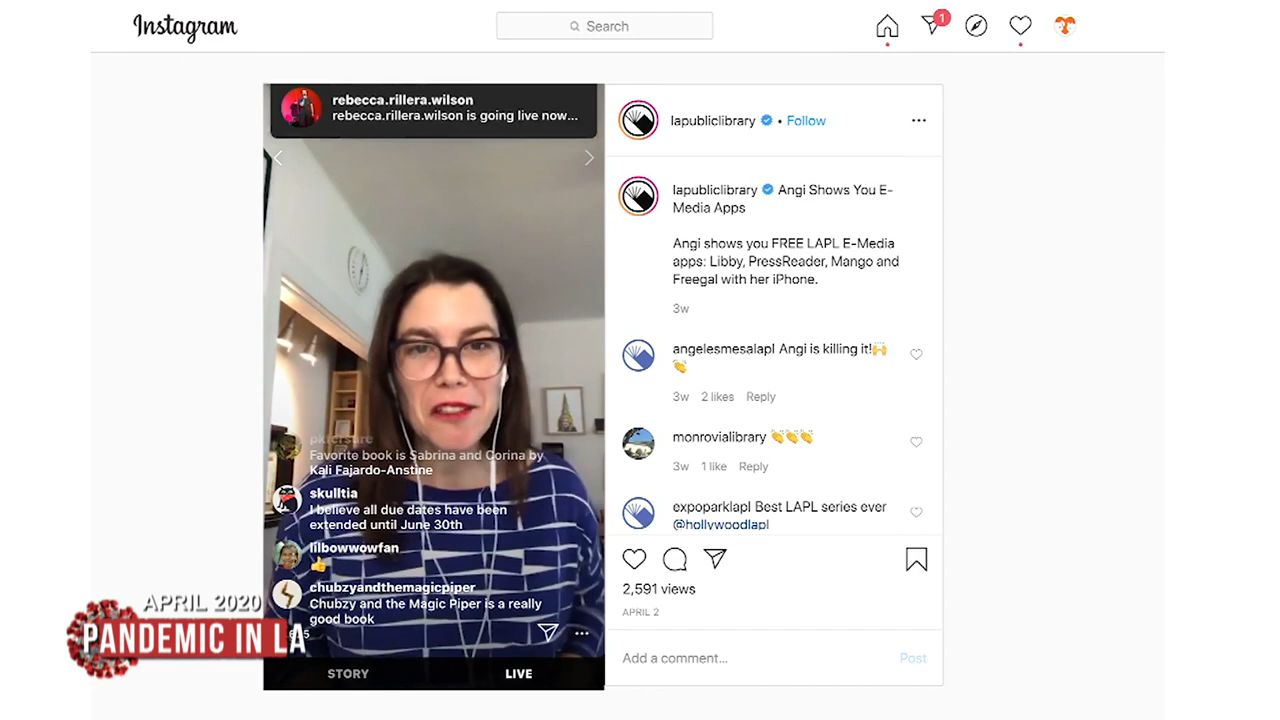 Instagram
Search
1
rebecca.rillera.wilson
rebecca.rillera.wilson is going live now...
lapubliclibrary • Follow
lapubliclibrary Angi Shows You E-
Media Apps
Angi shows you FREE LAPL E-Media
apps: Libby, PressReader, Mango and
Freegal with her iPhone.
3w
angelesmesalapl Angi is killing it!🙌
👏
3w 2 likes Reply
monrovialibrary 👏👏👏
3w 1 like Reply
expoparklapl Best LAPL series ever
@hollywoodlapl
2,591 views
APRIL 2
Add a comment... Post
Favorite book is Sabrina and Corina by
Kali Fajardo-Anstine
skulltia
I believe all due dates have been
extended until June 30th
lilbowwowfan
👍
chubzyandthemagicpiper
Chubzy and the Magic Piper is a really
good book
STORY LIVE
APRIL 2020
PANDEMIC IN LA